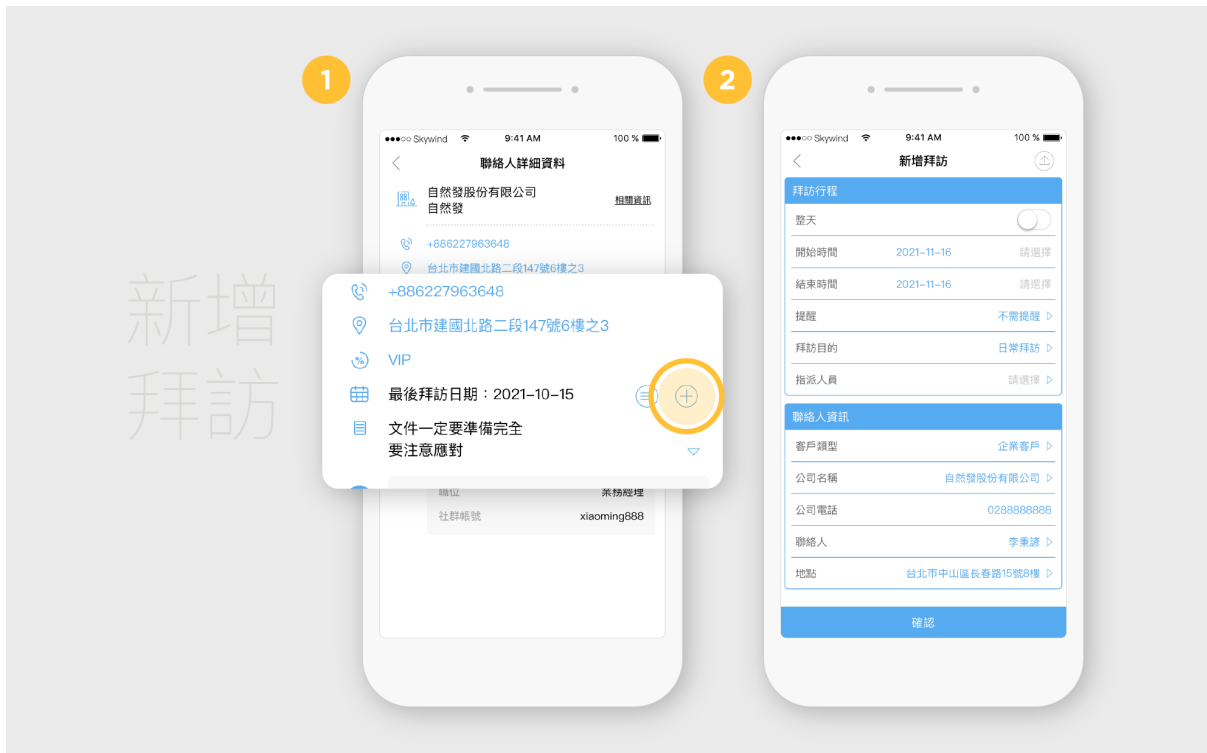 新增
拜訪
1
Skywind 9:41 AM 100 %
聯絡人詳細資料
自然發股份有限公司
自然發
相關資訊
+886227963648
台北市建國北路二段147號6樓之3
+886227963648
台北市建國北路二段147號6樓之3
VIP
最後拜訪日期：2021-10-15
文件一定要準備完全
要注意應對
職位 業務經理
社群帳號 xiaoming888
2
Skywind 9:41 AM 100 %
新增拜訪
拜訪行程
整天
開始時間 2021-11-16 請選擇
結束時間 2021-11-16 請選擇
提醒 不需提醒
拜訪目的 日常拜訪
指派人員 請選擇
聯絡人資訊
客戶類型 企業客戶
公司名稱 自然發股份有限公司
公司電話 0288888888
聯絡人 李秉諺
地點 台北市中山區長春路15號8樓
確認